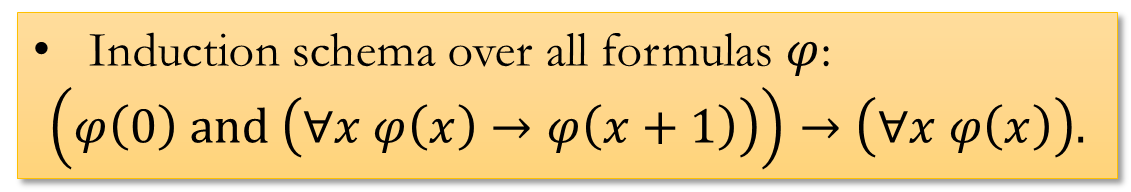 • Induction schema over all formulas 𝜑:
(𝜑(0) and (∀𝑥 𝜑(𝑥) → 𝜑(𝑥 + 1))) → (∀𝑥 𝜑(𝑥)).